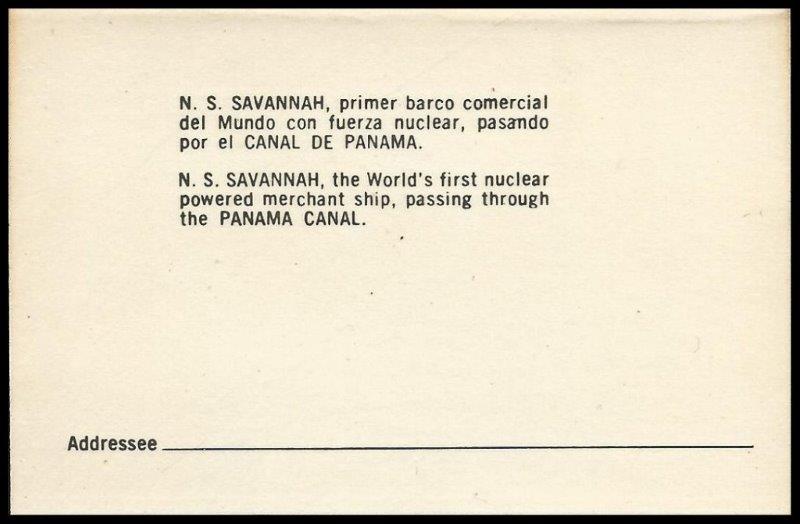 N. S. SAVANNAH, primer barco comercial
del Mundo con fuerza nuclear, pasando
por el CANAL DE PANAMA.
N. S. SAVANNAH, the World's first nuclear
powered merchant ship, passing through
the PANAMA CANAL.
Addressee